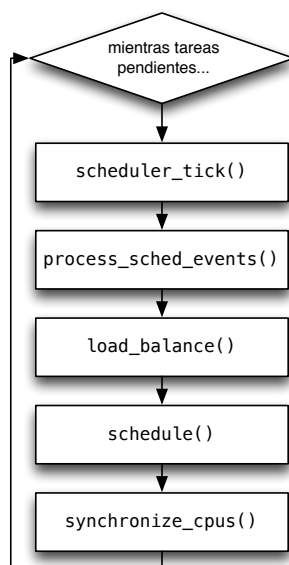 mientras tareas
pendientes...
scheduler_tick()
process_sched_events()
load_balance()
schedule()
synchronize_cpus()